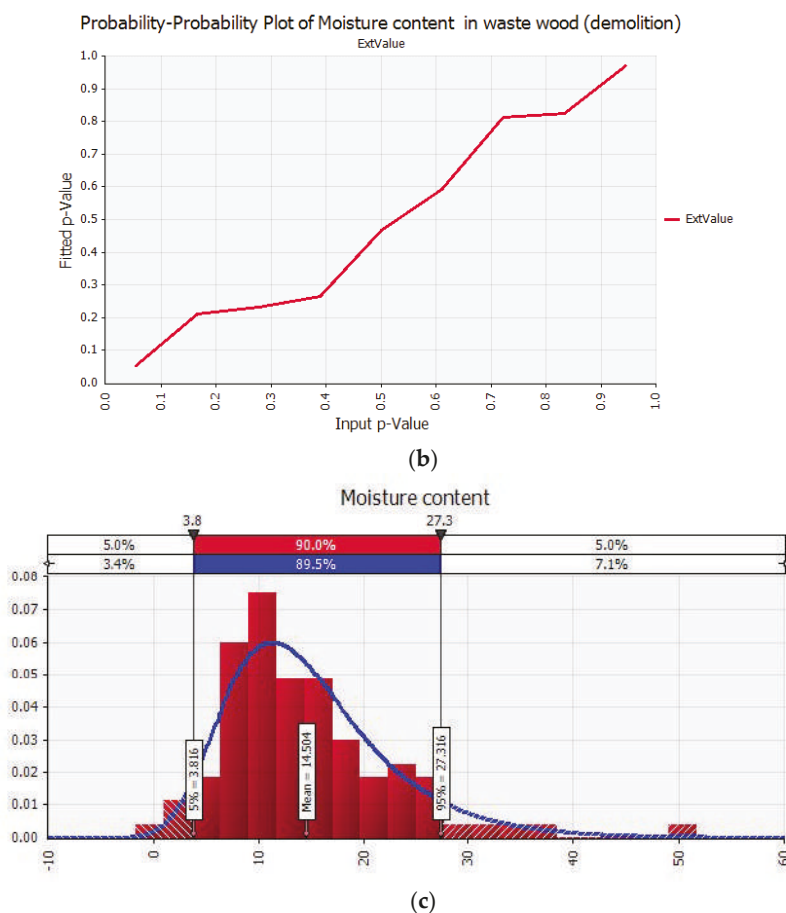 Probability-Probability Plot of Moisture content in waste wood (demolition)
ExtValue
1.0
0.9
0.8
0.7
0.6
0.5
0.4
0.3
0.2
0.1
0.0
Fitted p-Value
ExtValue
0.0 0.1 0.2 0.3 0.4 0.5 0.6 0.7 0.8 0.9 1.0
Input p-Value
(b)
Moisture content
3.8 27.3
5.0% 90.0% 5.0%
3.4% 89.5% 7.1%
0.08
0.07
0.06
0.05
0.04
0.03
0.02
0.01
0.00
5% = 3.816
Mean = 14.504
95% = 27.316
-10 0 10 20 30 40 50 60
(c)